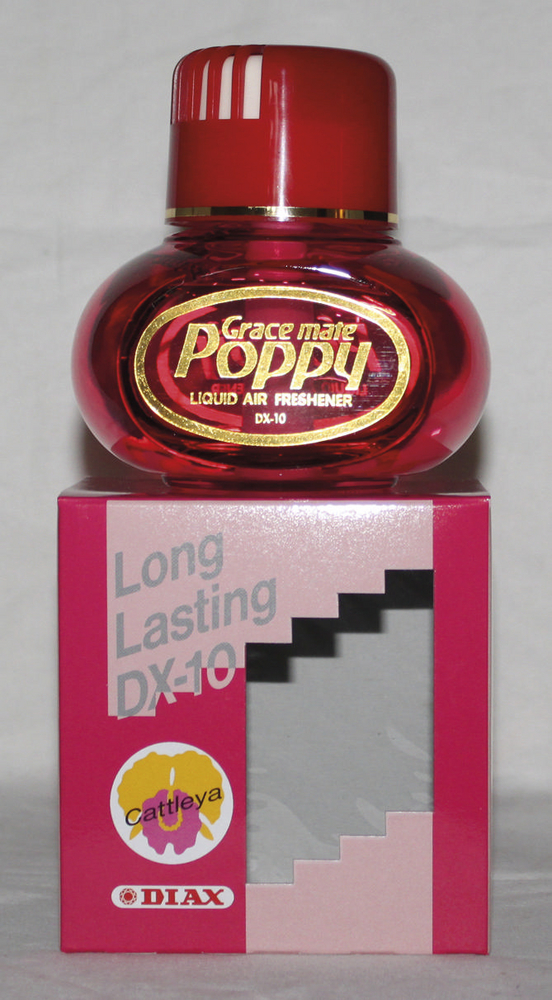 Grace mate
Poppy
LIQUID AIR FRESHENER
DX-10
Long
Lasting
DX-10
Cattleya
DIAX